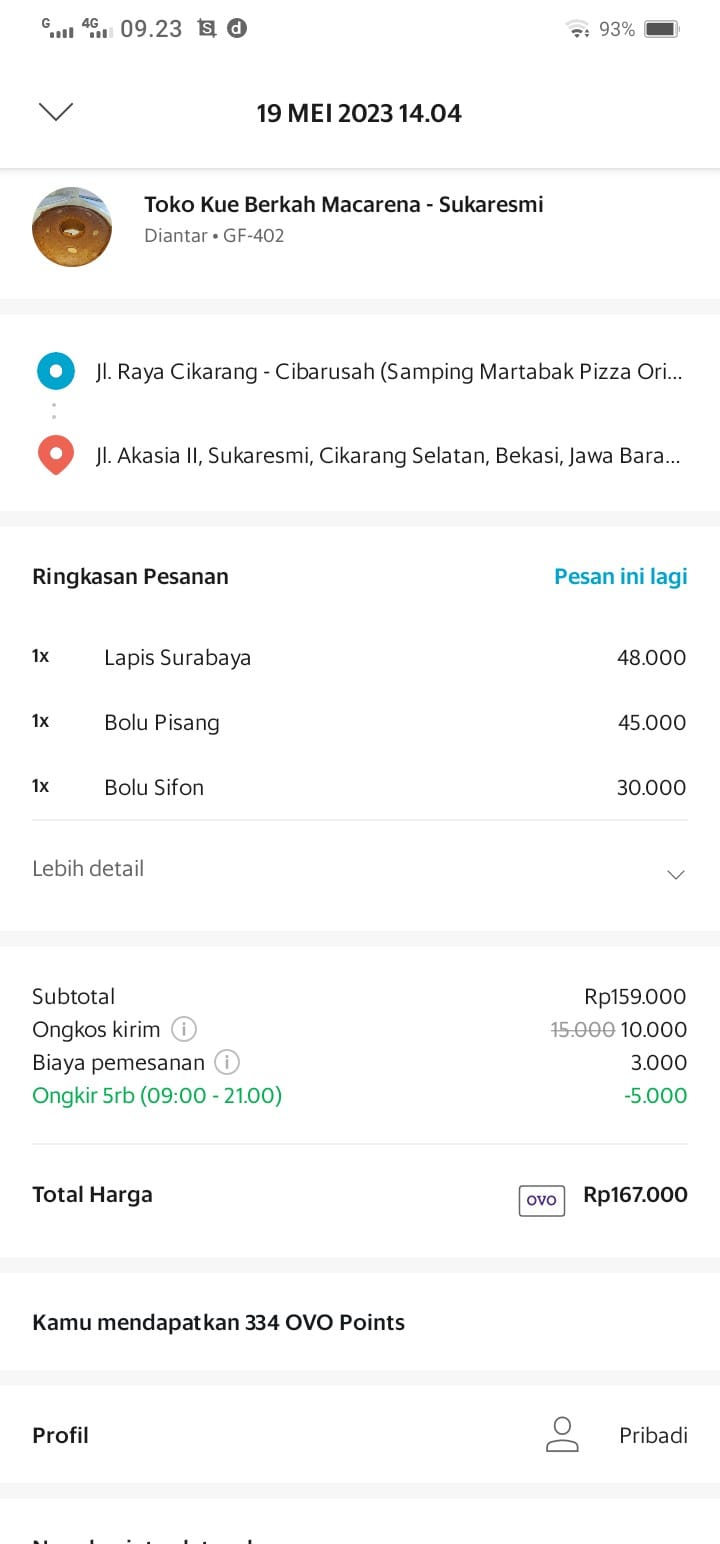 G 4G 09.23 93%
19 MEI 2023 14.04
Toko Kue Berkah Macarena - Sukaresmi
Diantar • GF-402
Jl. Raya Cikarang - Cibarusah (Samping Martabak Pizza Ori...
Jl. Akasia II, Sukaresmi, Cikarang Selatan, Bekasi, Jawa Bara...
Ringkasan Pesanan Pesan ini lagi
1x Lapis Surabaya 48.000
1x Bolu Pisang 45.000
1x Bolu Sifon 30.000
Lebih detail
Subtotal Rp159.000
Ongkos kirim 15.000 10.000
Biaya pemesanan 3.000
Ongkir 5rb (09:00 - 21.00) -5.000
Total Harga OVO Rp167.000
Kamu mendapatkan 334 OVO Points
Profil Pribadi